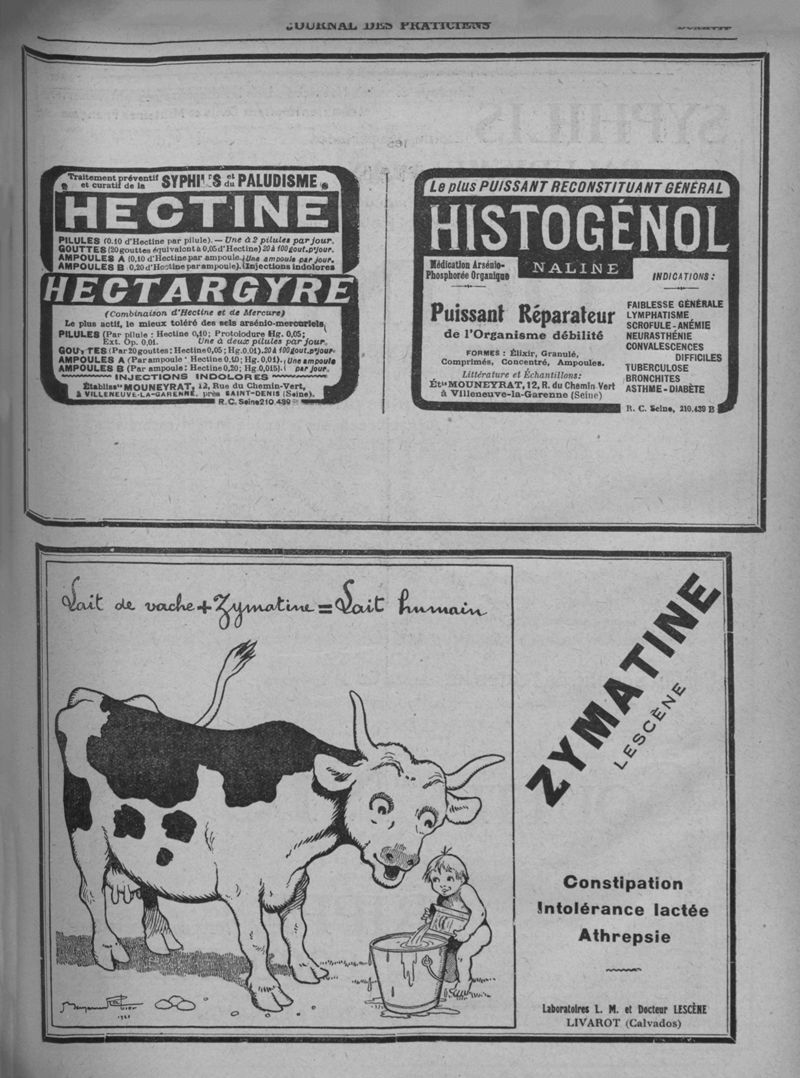 JOURNAL DES PRATICIENS
Traitement préventif et curatif de la SYPHILIS et du PALUDISME
HECTINE
PILULES (0.10 d'Hectine par pilule). — Une à 2 pilules par jour.
GOUTTES (20 gouttes équivalent à 0,05 d'Hectine) 20 à 100 gout. p' jour.
AMPOULES A (0,10 d'Hectine par ampoule). Une ampoule par jour.
AMPOULES B (0,20 d'Hectine par ampoule). Injections indolores
HECTARGYRE
(Combinaison d'Hectine et de Mercure)
Le plus actif, le mieux toléré des sels arsénio-mercuriels.
PILULES (Par pilule : Hectine 0,10; Protoiodure Hg. 0,05;
Ext. Op. 0,01. Une à deux pilules par jour.
GOUTTES (Par 20 gouttes : Hectine 0,05; Hg. 0,01). 20 à 100 gout. p' jour
AMPOULES A (Par ampoule : Hectine 0,10; Hg. 0,01). Une ampoule
AMPOULES B (Par ampoule : Hectine 0,20; Hg. 0,015). par jour.
INJECTIONS INDOLORES
Établiss^ts MOUNEYRAT, 12, Rue du Chemin-Vert,
à VILLENEUVE-LA-GARENNE, près SAINT-DENIS (Seine).
R. C. Seine 210.439
Le plus PUISSANT RECONSTITUANT GÉNÉRAL
HISTOGÉNOL
Médication Arsénio-
Phosphorée Organique
NALINE
Puissant Réparateur
de l'Organisme débilité
FORMES : Élixir, Granulé,
Comprimés, Concentré, Ampoules.
Littérature et Échantillons :
Ét^ts MOUNEYRAT, 12, R. du Chemin-Vert
à Villeneuve-la-Garenne (Seine)
INDICATIONS :
FAIBLESSE GÉNÉRALE
LYMPHATISME
SCROFULE - ANÉMIE
NEURASTHÉNIE
CONVALESCENCES
DIFFICILES
TUBERCULOSE
BRONCHITES
ASTHME - DIABÈTE
R. C. Seine, 210.439 B
Lait de vache + Zymatine = Lait humain
ZYMATINE
LESCÈNE
Constipation
Intolérance lactée
Athrepsie
Laboratoires L. M. et Docteur LESCÈNE
LIVAROT (Calvados)